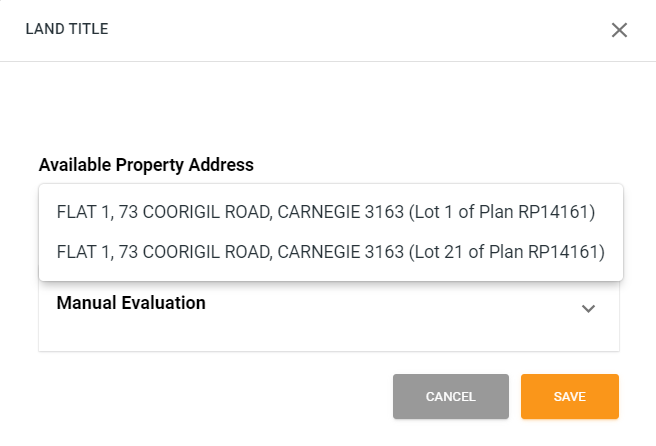 LAND TITLE
Available Property Address
FLAT 1, 73 COORIGIL ROAD, CARNEGIE 3163 (Lot 1 of Plan RP14161)
FLAT 1, 73 COORIGIL ROAD, CARNEGIE 3163 (Lot 21 of Plan RP14161)
Manual Evaluation
CANCEL SAVE